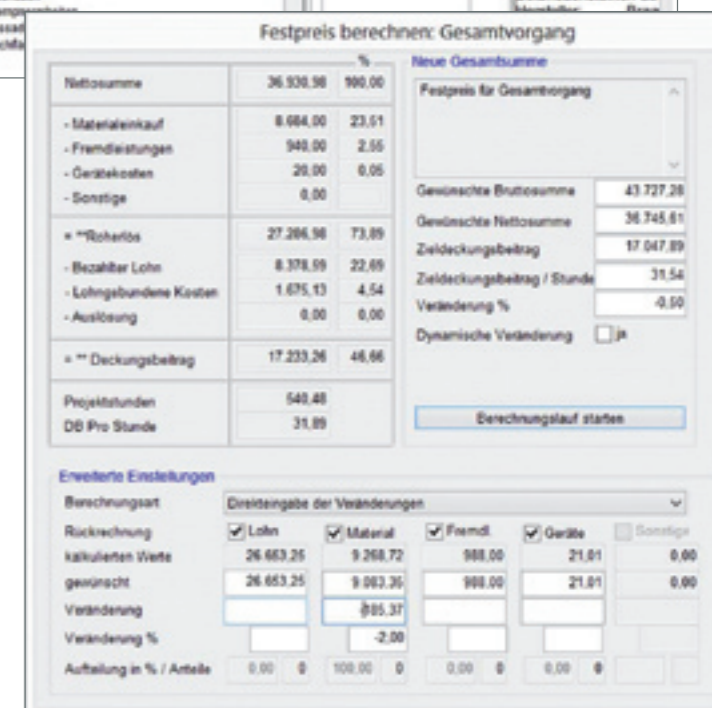 Festpreis berechnen: Gesamtvorgang
%
Nettosumme 36.930,98 100,00
- Materialeinkauf 8.684,00 23,51
- Fremdleistungen 940,00 2,55
- Gerätekosten 20,00 0,05
- Sonstige 0,00
= **Roherlös 27.286,98 73,89
- Bezahlter Lohn 8.378,59 22,69
- Lohngebundene Kosten 1.675,13 4,54
- Auslösung 0,00 0,00
= ** Deckungsbeitrag 17.233,26 46,66
Projektstunden 540,48
DB Pro Stunde 31,89
Neue Gesamtsumme
Festpreis für Gesamtvorgang
Gewünschte Bruttosumme 43.727,28
Gewünschte Nettosumme 36.745,61
Zieldeckungsbeitrag 17.047,89
Zieldeckungsbeitrag / Stunde 31,54
Veränderung % -0,50
Dynamische Veränderung ja
Berechnungslauf starten
Erweiterte Einstellungen
Berechnungsart Direkteingabe der Veränderungen
Rückrechnung Lohn Material Fremdl. Geräte Sonstige
kalkulierten Werte 26.653,25 9.268,72 988,00 21,01 0,00
gewünscht 26.653,25 9.083,35 988,00 21,01 0,00
Veränderung -185,37
Veränderung % -2,00
Aufteilung in % / Anteile 0,00 0 100,00 0 0,00 0 0,00 0